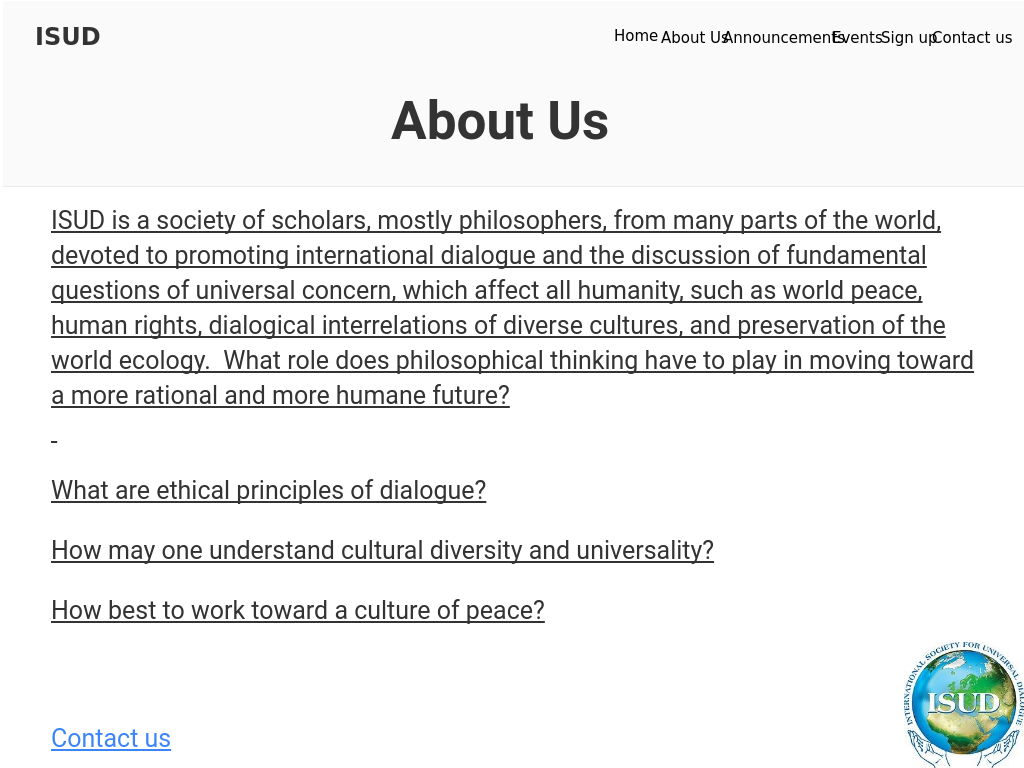 ISUD
Home About Us Announcements Events Sign up Contact us
About Us
ISUD is a society of scholars, mostly philosophers, from many parts of the world,
devoted to promoting international dialogue and the discussion of fundamental
questions of universal concern, which affect all humanity, such as world peace,
human rights, dialogical interrelations of diverse cultures, and preservation of the
world ecology.  What role does philosophical thinking have to play in moving toward
a more rational and more humane future?
What are ethical principles of dialogue?
How may one understand cultural diversity and universality?
How best to work toward a culture of peace?
INTERNATIONAL SOCIETY FOR UNIVERSAL DIALOGUE
ISUD
Contact us